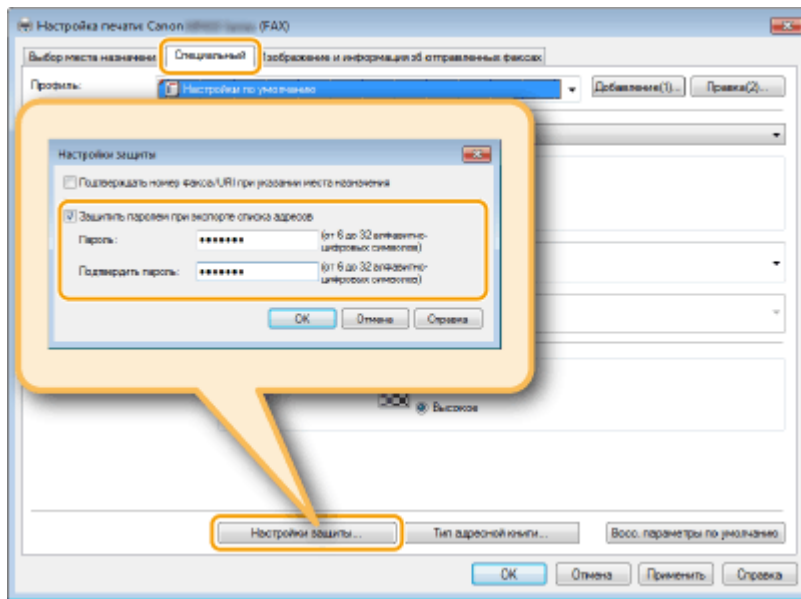 Настройка печати: Canon (FAX)
Выбор места назначени Специальный Изображение и информация об отправленных факсах
Профиль: Настройки по умолчанию Добавление(1)... Правка(2)...
Настройки защиты
Подтверждать номер факса/URI при указании места назначения
Защитить паролем при экспорте списка адресов
Пароль: ••••••• (от 6 до 32 алфавитно-
цифровых символов)
Подтвердить пароль: ••••••• (от 6 до 32 алфавитно-
цифровых символов)
OK Отмена Справка
Высокое
Настройки защиты... Тип адресной книги... Восс. параметры по умолчанию
OK Отмена Применить Справка